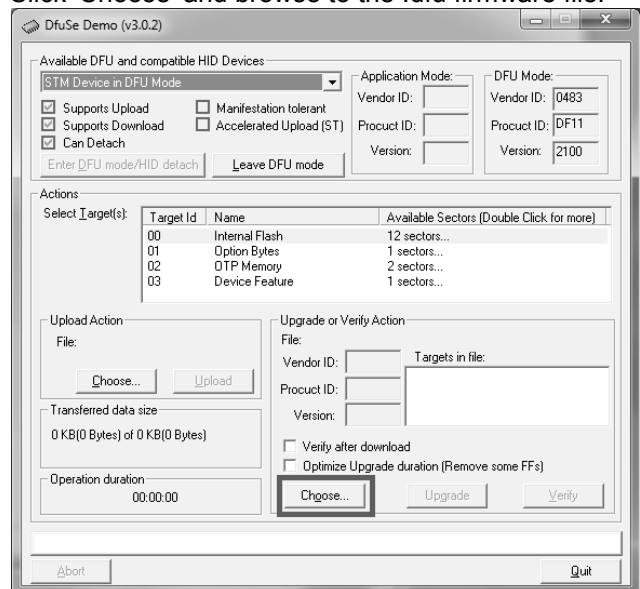 Click 'Choose' and browse to the fdfu firmware file.
DfuSe Demo (v3.0.2)
Available DFU and compatible HID Devices
STM Device in DFU Mode
Supports Upload
Manifestation tolerant
Supports Download
Accelerated Upload (ST)
Can Detach
Enter DFU mode/HID detach
Leave DFU mode
Application Mode:
Vendor ID:
Procuct ID:
Version:
DFU Mode:
Vendor ID: 0483
Procuct ID: DF11
Version: 2100
Actions
Select Target(s):
Target Id Name Available Sectors (Double Click for more)
00 Internal Flash 12 sectors...
01 Option Bytes 1 sectors...
02 OTP Memory 2 sectors...
03 Device Feature 1 sectors...
Upload Action
File:
Choose... Upload
Transferred data size
0 KB(0 Bytes) of 0 KB(0 Bytes)
Operation duration
00:00:00
Upgrade or Verify Action
File:
Vendor ID:
Procuct ID:
Version:
Targets in file:
Verify after download
Optimize Upgrade duration (Remove some FFs)
Choose... Upgrade Verify
Abort Quit